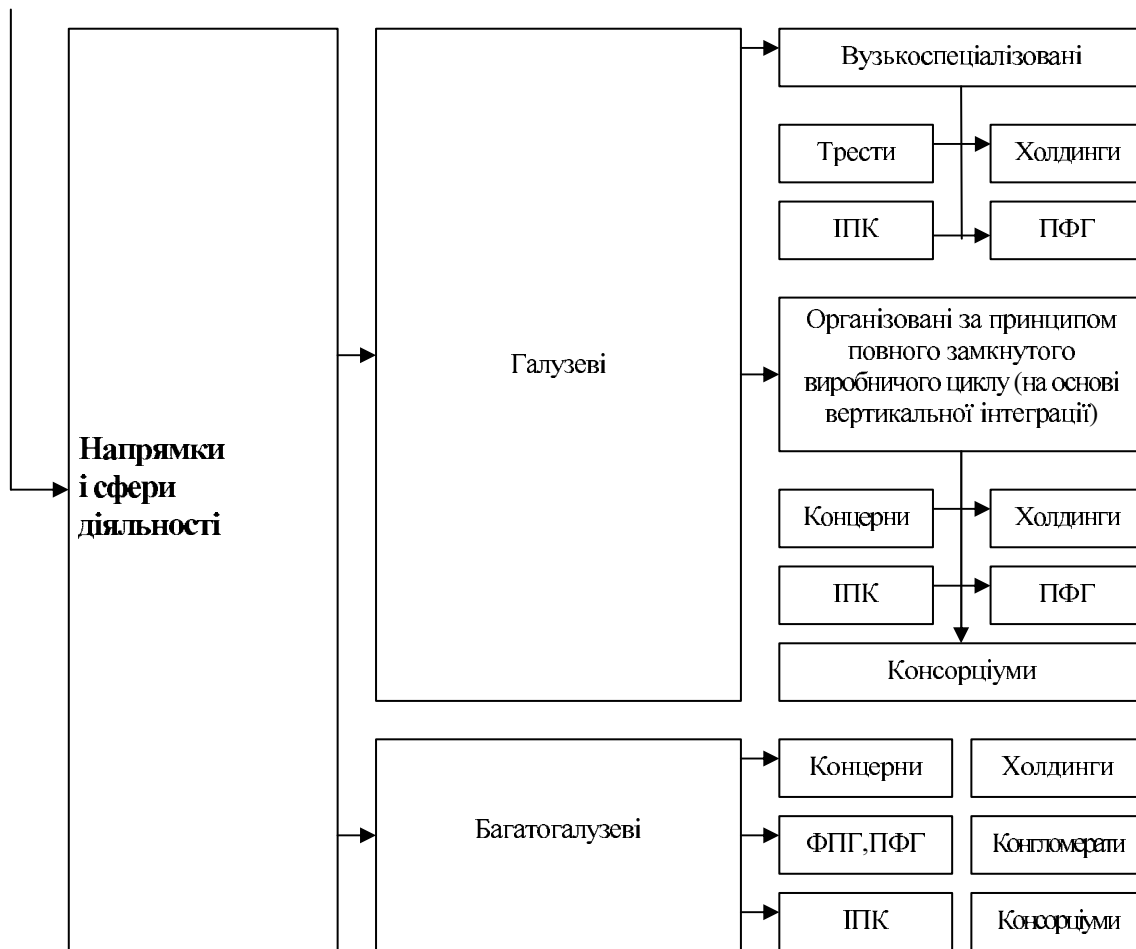 Напрямки
і сфери
діяльності
Галузеві
Вузькоспеціалізовані
Трести
Холдинги
ІПК
ПФГ
Організовані за принципом
повного замкнутого
виробничого циклу (на основі
вертикальної інтеграції)
Концерни
Холдинги
ІПК
ПФГ
Консорціуми
Багатогалузеві
Концерни
Холдинги
ФПГ,ПФГ
Конгломерати
ІПК
Консорціуми